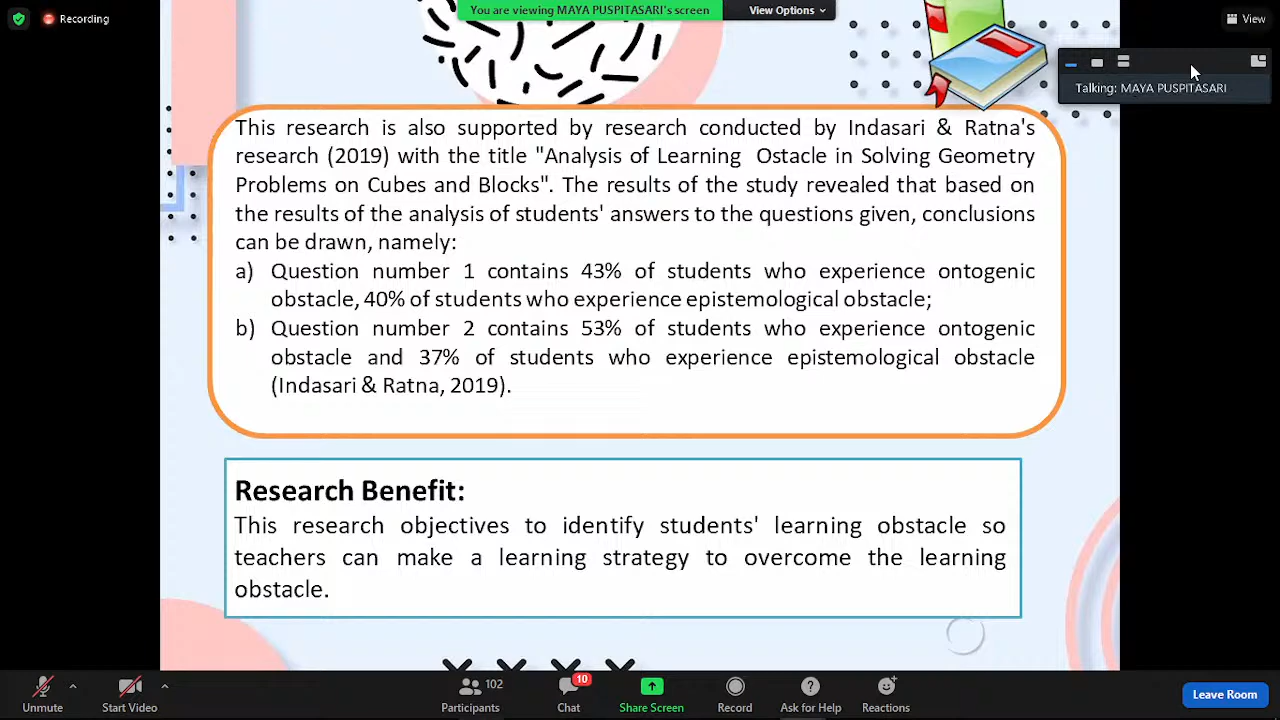 You are viewing MAYA PUSPITASARI's screen
View Options
Recording
View
Talking: MAYA PUSPITASARI
This research is also supported by research conducted by Indasari & Ratna's
research (2019) with the title "Analysis of Learning Ostacle in Solving Geometry
Problems on Cubes and Blocks". The results of the study revealed that based on
the results of the analysis of students' answers to the questions given, conclusions
can be drawn, namely:
a) Question number 1 contains 43% of students who experience ontogenic
obstacle, 40% of students who experience epistemological obstacle;
b) Question number 2 contains 53% of students who experience ontogenic
obstacle and 37% of students who experience epistemological obstacle
(Indasari & Ratna, 2019).
Research Benefit:
This research objectives to identify students' learning obstacle so
teachers can make a learning strategy to overcome the learning
obstacle.
Unmute
Start Video
102
Participants
10
Chat
Share Screen
Record
Ask for Help
Reactions
Leave Room